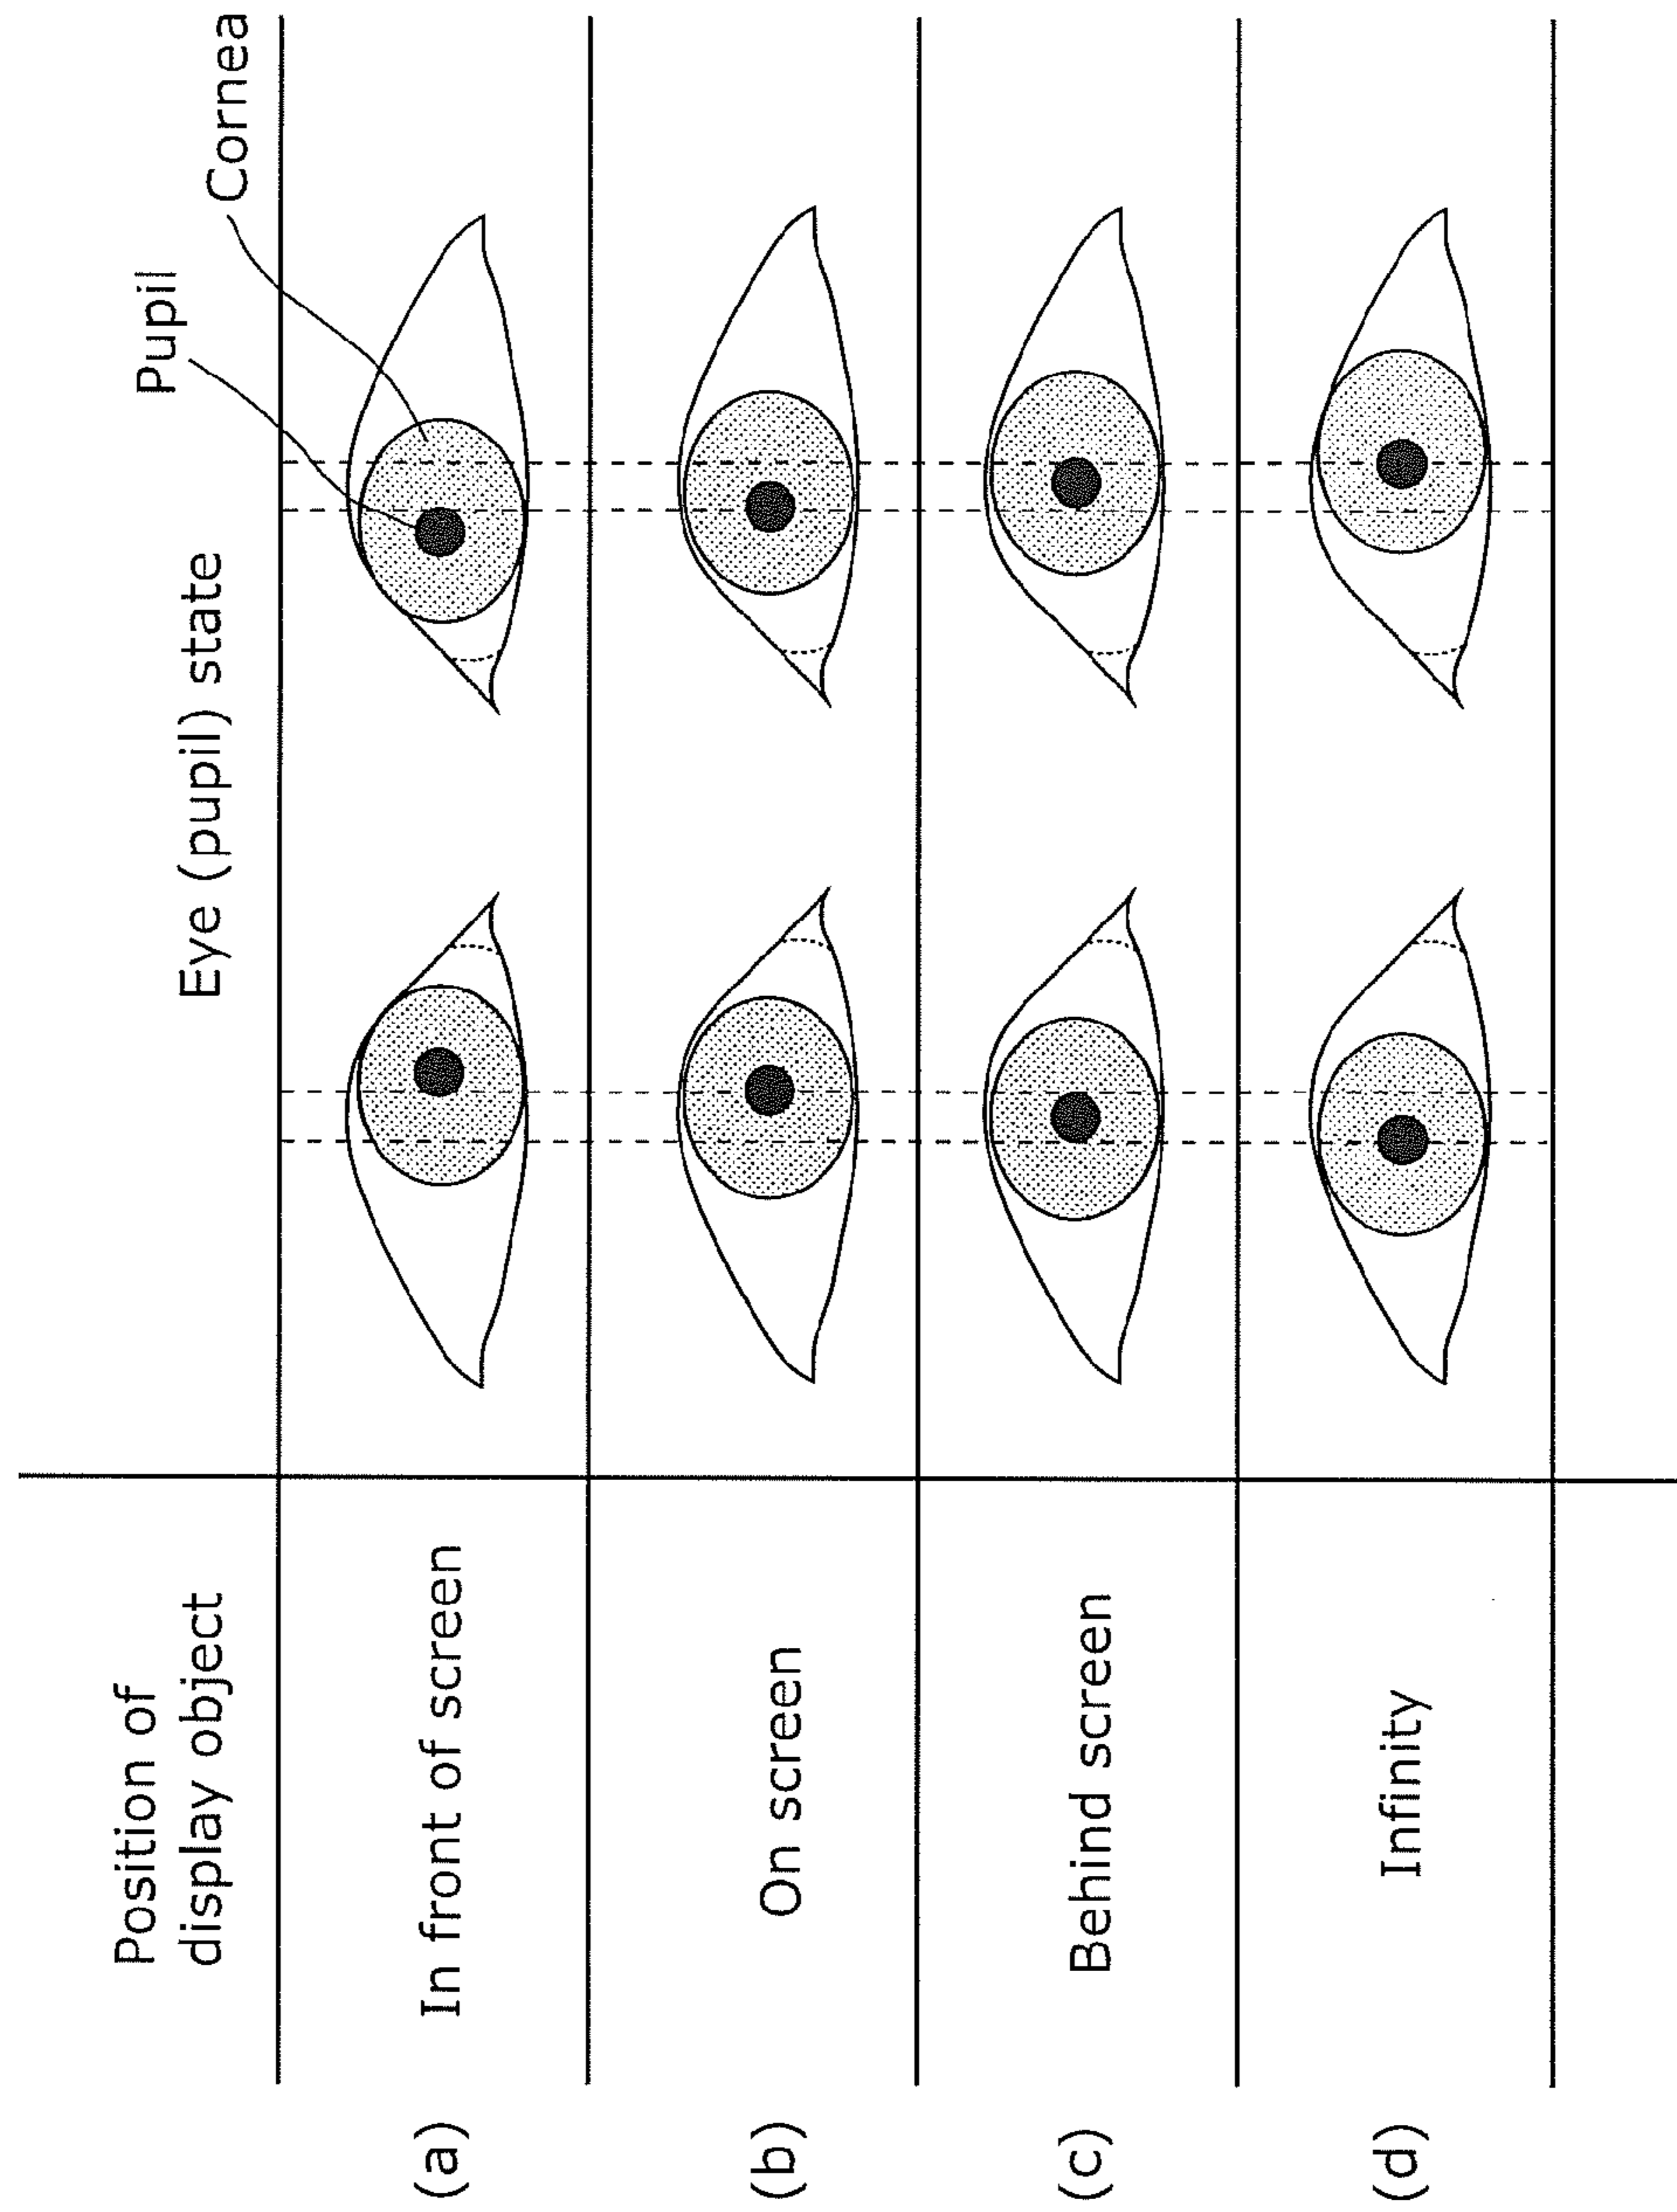 Position of
display object
Eye (pupil) state
Pupil
Cornea
(a)
In front of screen
(b)
On screen
(c)
Behind screen
(d)
Infinity